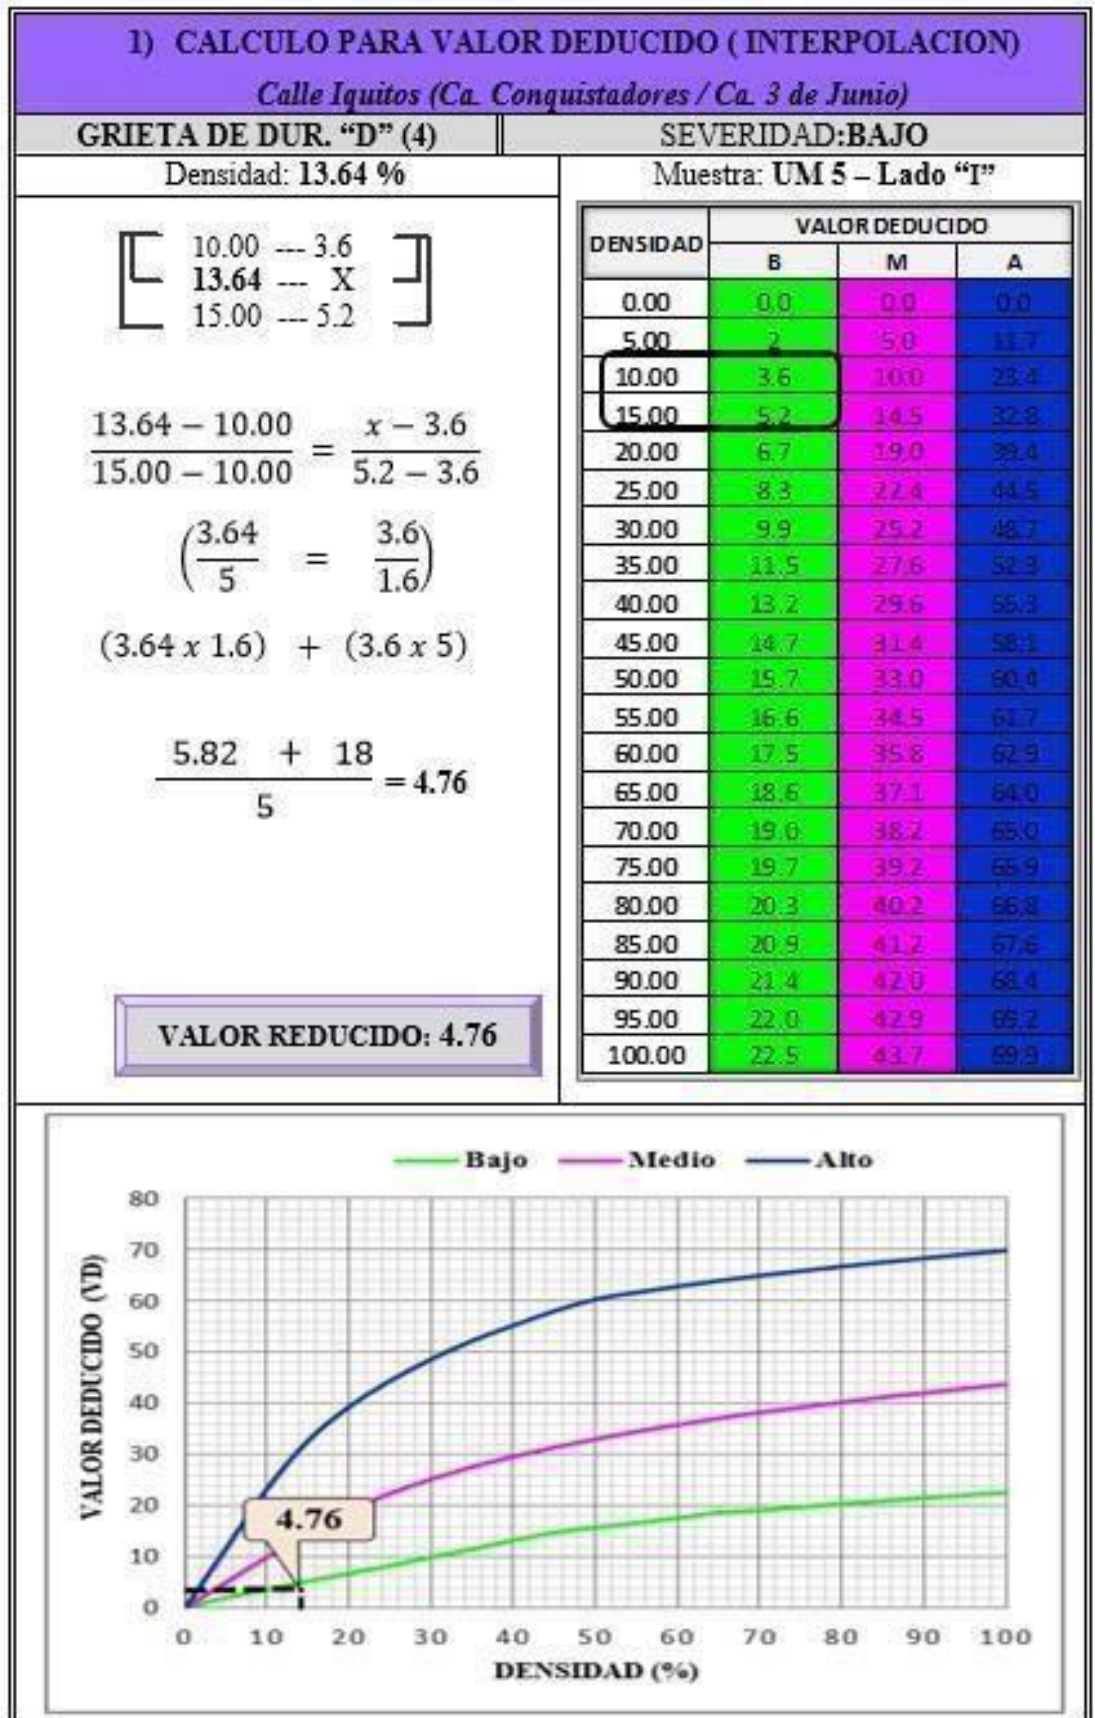 1) CALCULO PARA VALOR DEDUCIDO ( INTERPOLACION)
Calle Iquitos (Ca. Conquistadores / Ca. 3 de Junio)
GRIETA DE DUR. “D” (4) SEVERIDAD:BAJO
Densidad: 13.64 % Muestra: UM 5 – Lado “I”
10.00 --- 3.6
13.64 --- X
15.00 --- 5.2
13.64 − 10.00 / 15.00 − 10.00 = x − 3.6 / 5.2 − 3.6
(3.64 / 5 = 3.6 / 1.6)
(3.64 x 1.6) + (3.6 x 5)
5.82 + 18 / 5 = 4.76
VALOR REDUCIDO: 4.76
DENSIDAD VALOR DEDUCIDO
B M A
0.00 0.0 0.0 0.0
5.00 2 5.0 11.7
10.00 3.6 10.0 23.4
15.00 5.2 14.5 32.8
20.00 6.7 19.0 39.4
25.00 8.3 22.4 44.5
30.00 9.9 25.2 48.7
35.00 11.5 27.6 52.3
40.00 13.2 29.6 55.3
45.00 14.7 31.4 58.1
50.00 15.7 33.0 60.4
55.00 16.6 34.5 61.7
60.00 17.5 35.8 62.9
65.00 18.6 37.1 64.0
70.00 19.0 38.2 65.0
75.00 19.7 39.2 65.9
80.00 20.3 40.2 66.8
85.00 20.9 41.2 67.6
90.00 21.4 42.0 68.4
95.00 22.0 42.9 69.2
100.00 22.5 43.7 69.9
Bajo Medio Alto
VALOR DEDUCIDO (VD)
80
70
60
50
40
30
20
10
0
4.76
0 10 20 30 40 50 60 70 80 90 100
DENSIDAD (%)